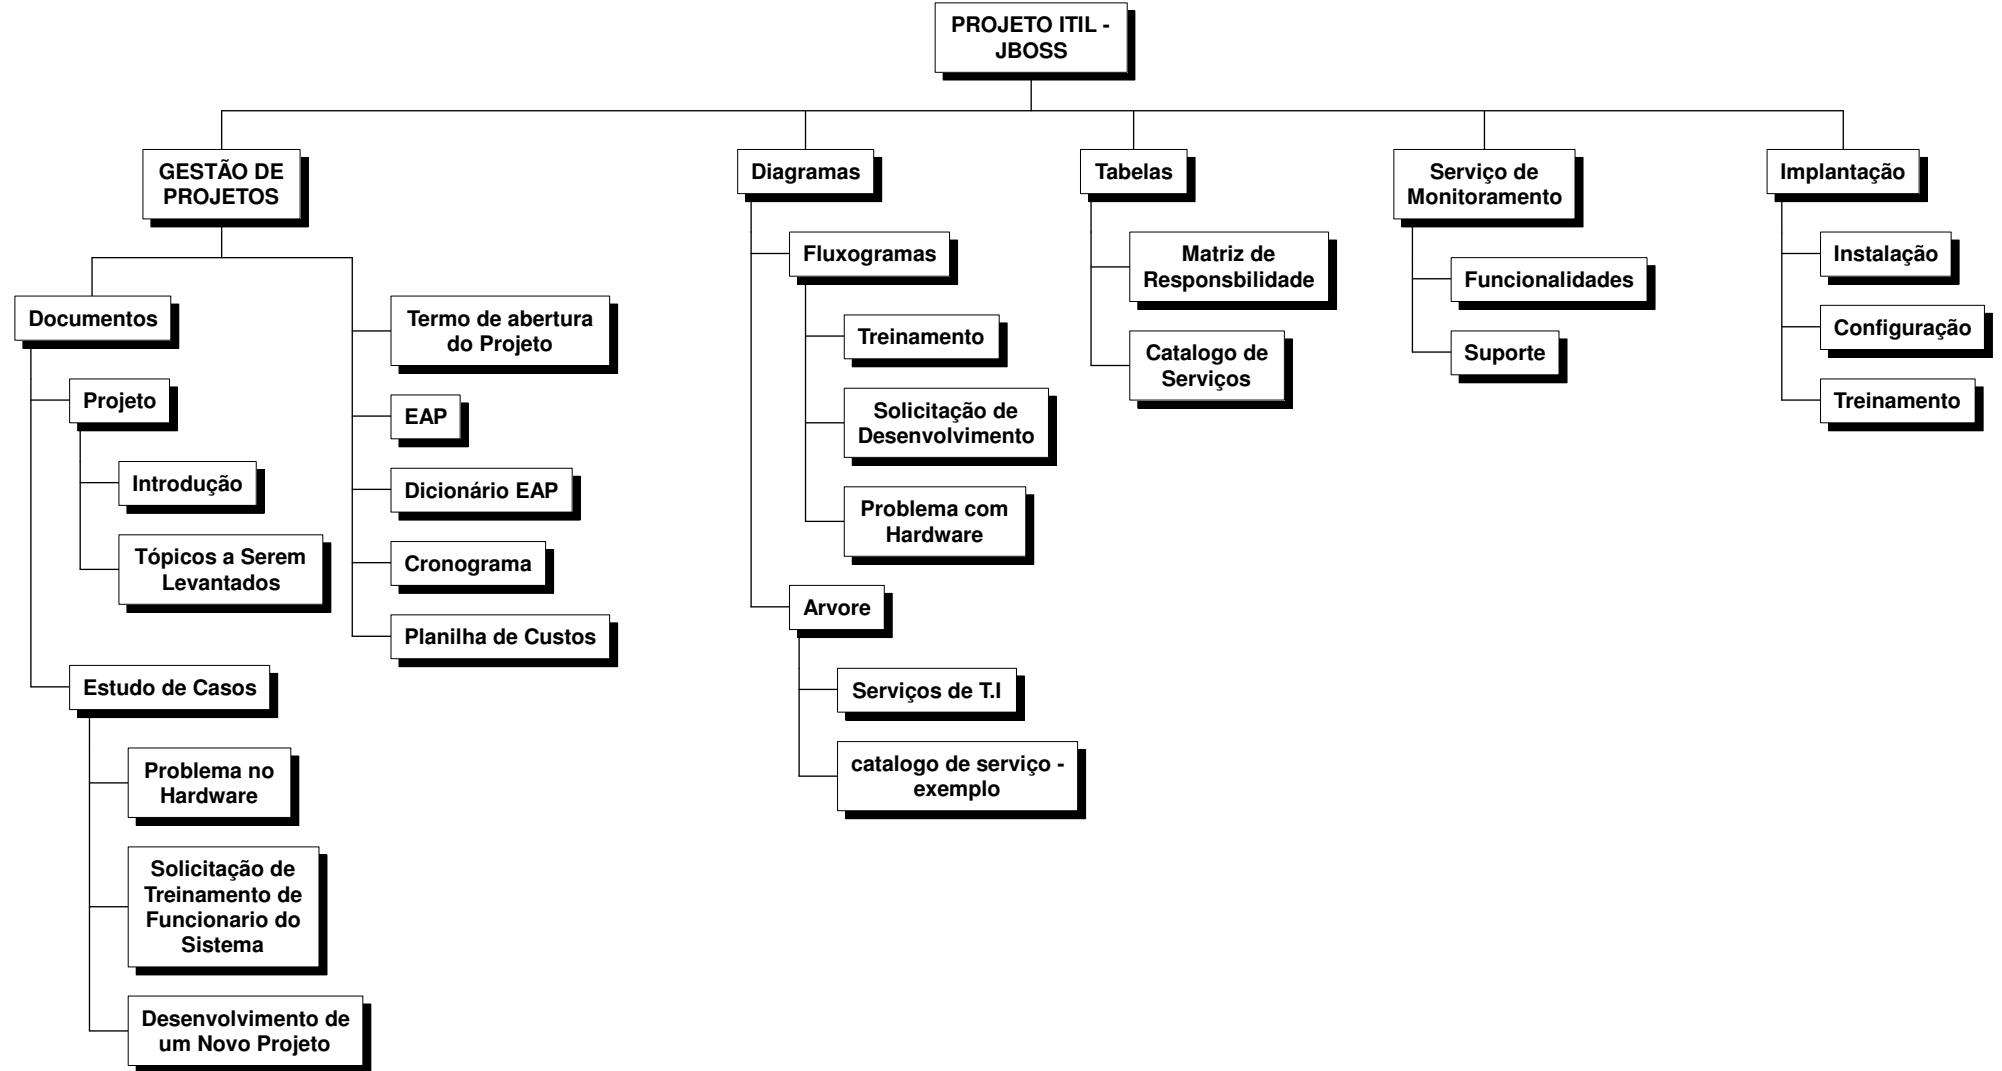 PROJETO ITIL -
JBOSS
GESTÃO DE
PROJETOS
Documentos
Projeto
Introdução
Tópicos a Serem
Levantados
Estudo de Casos
Problema no
Hardware
Solicitação de
Treinamento de
Funcionario do
Sistema
Desenvolvimento de
um Novo Projeto
Termo de abertura
do Projeto
EAP
Dicionário EAP
Cronograma
Planilha de Custos
Diagramas
Fluxogramas
Treinamento
Solicitação de
Desenvolvimento
Problema com
Hardware
Arvore
Serviços de T.I
catalogo de serviço -
exemplo
Tabelas
Matriz de
Responsbilidade
Catalogo de
Serviços
Serviço de
Monitoramento
Funcionalidades
Suporte
Implantação
Instalação
Configuração
Treinamento